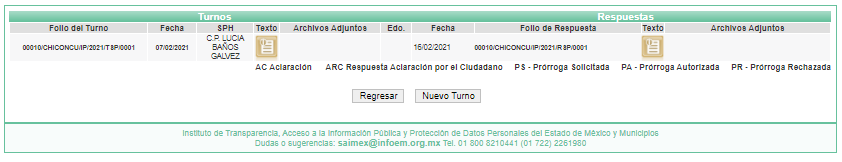 Turnos Respuestas
Folio del Turno Fecha SPH Texto Archivos Adjuntos Edo. Fecha Folio de Respuesta Texto Archivos Adjuntos
00010/CHICONCU/IP/2021/TSP/0001 07/02/2021 C.P. LUCIA BAÑOS GALVEZ 16/02/2021 00010/CHICONCU/IP/2021/RSP/0001
AC Aclaración ARC Respuesta Aclaración por el Ciudadano PS - Prórroga Solicitada PA - Prórroga Autorizada PR - Prórroga Rechazada
Regresar Nuevo Turno
Instituto de Transparencia, Acceso a la Información Pública y Protección de Datos Personales del Estado de México y Municipios
Dudas o sugerencias: saimex@infoem.org.mx Tel. 01 800 8210441 (01 722) 2261980